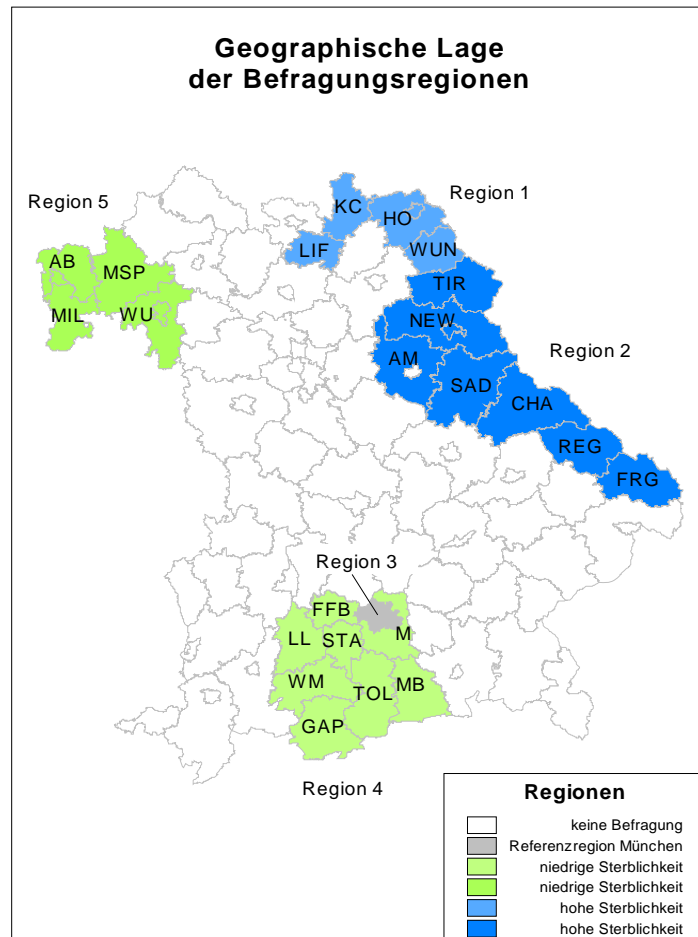 Geographische Lage
der Befragungsregionen
Region 5
Region 1
KC
HO
LIF
WUN
AB
MSP
TIR
MIL
WU
NEW
AM
Region 2
SAD
CHA
REG
FRG
Region 3
FFB
LL
STA
M
WM
TOL
MB
GAP
Region 4
Regionen
keine Befragung
Referenzregion München
niedrige Sterblichkeit
niedrige Sterblichkeit
hohe Sterblichkeit
hohe Sterblichkeit